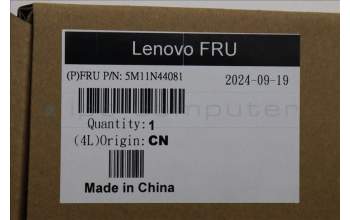 Lenovo FRU
(P)FRU P/N: 5M11N44081
2024-09-19
Quantity: 1
(4L)Origin: CN
Made in China